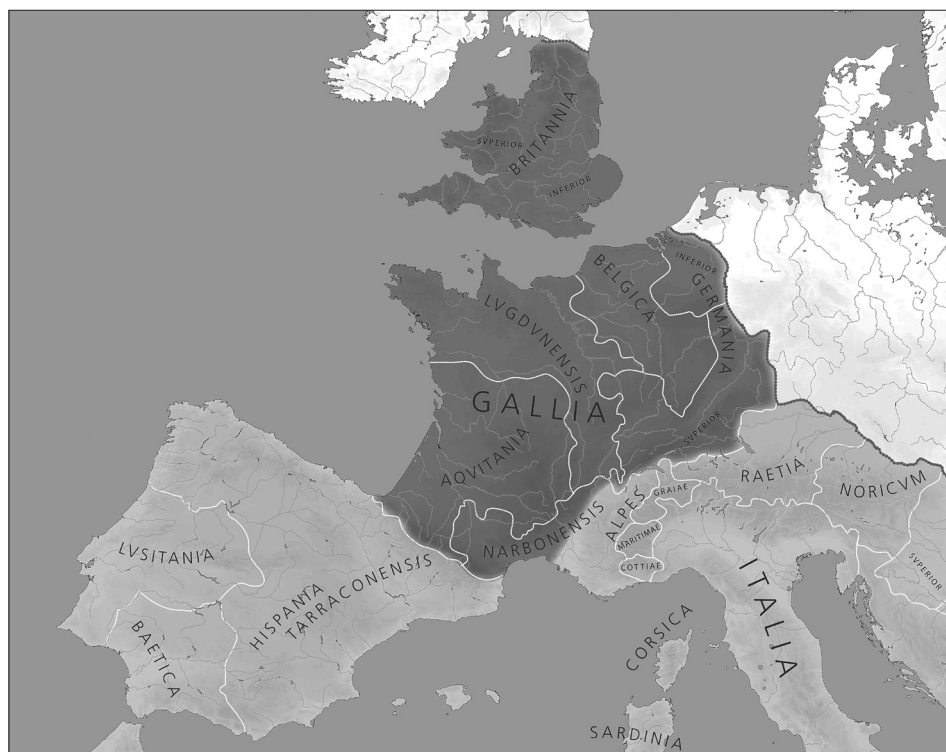 BRITANNIA
SVPERIOR
INFERIOR
BELGICA
INFERIOR
GERMANIA
SVPERIOR
LVGDVNENSIS
GALLIA
AQVITANIA
NARBONENSIS
ALPES
GRAIAE
MARITIMAE
COTTIAE
RAETIA
NORICVM
SVPERIOR
LVSITANIA
HISPANTA
TARRACONENSIS
BAETICA
ITALIA
CORSICA
SARDINIA